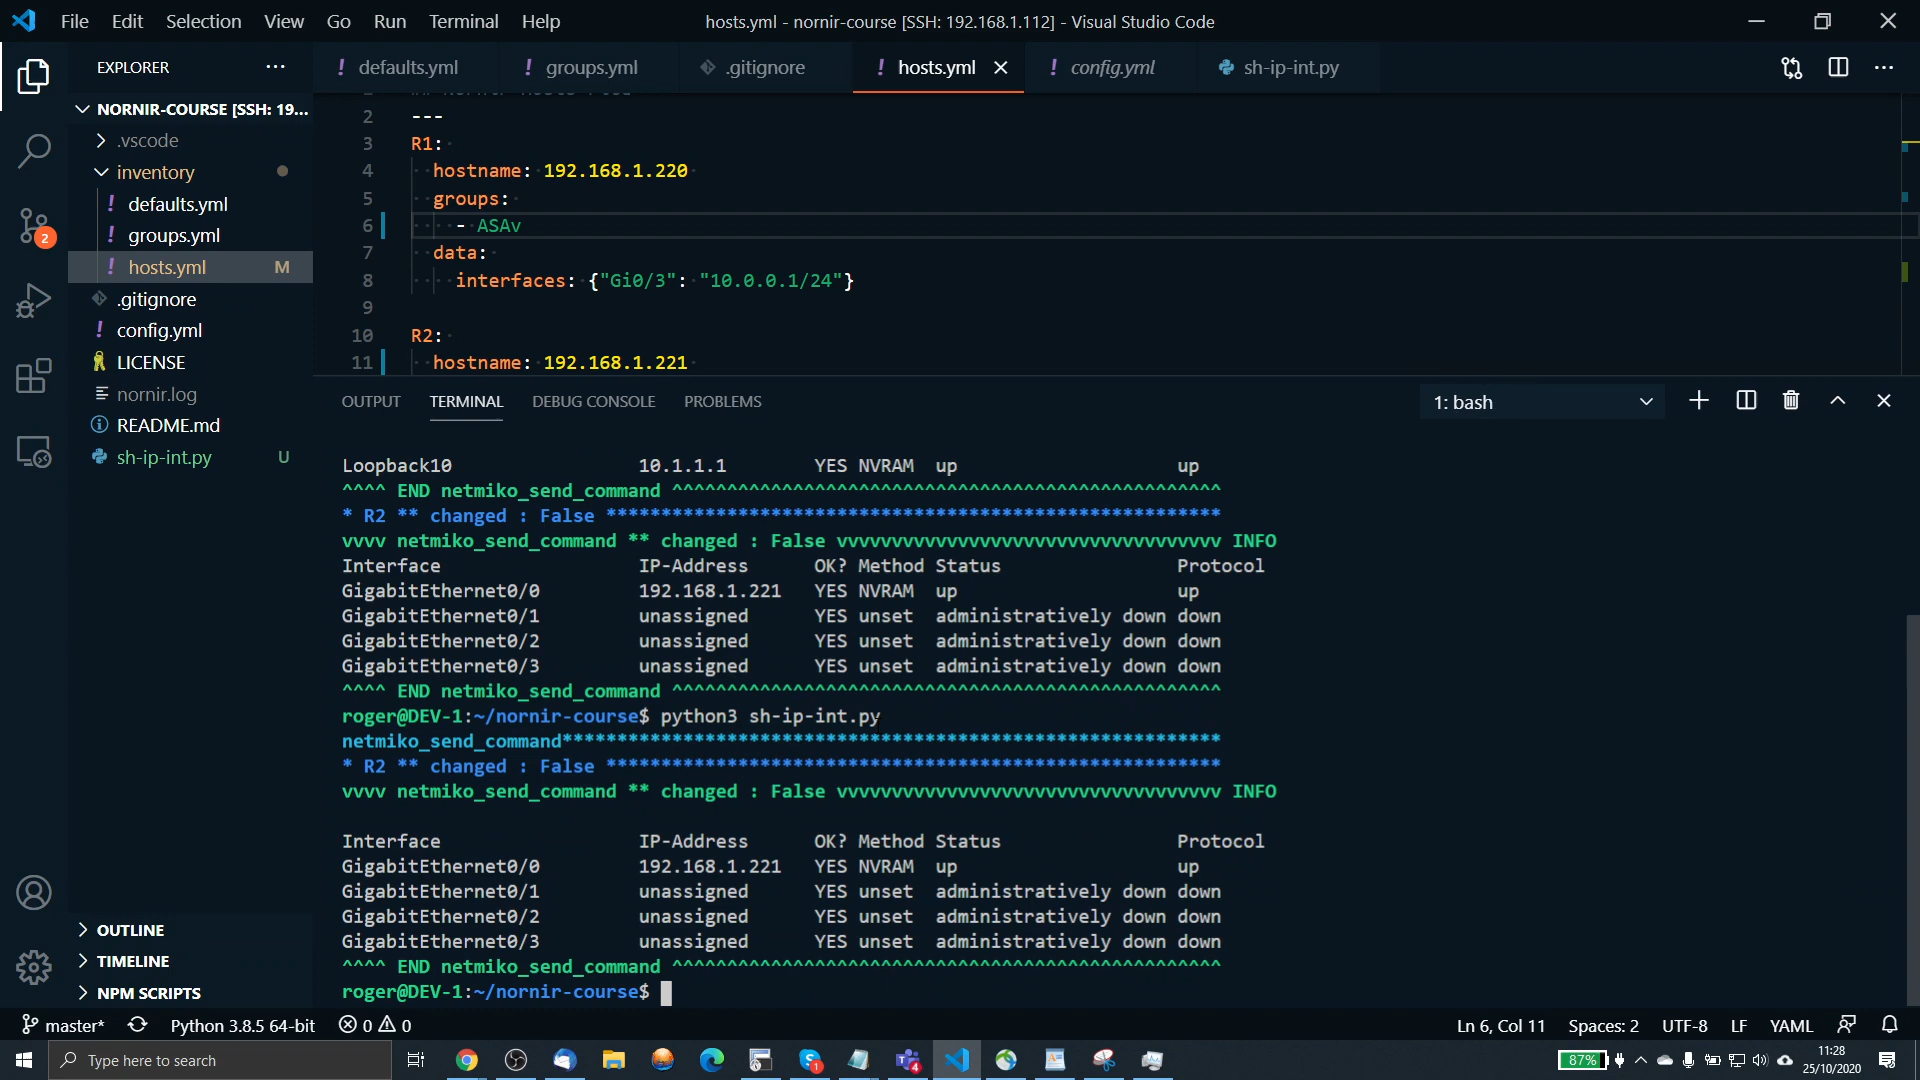 File Edit Selection View Go Run Terminal Help
hosts.yml - nornir-course [SSH: 192.168.1.112] - Visual Studio Code
EXPLORER
! defaults.yml
! groups.yml
.gitignore
! hosts.yml
! config.yml
sh-ip-int.py
NORNIR-COURSE [SSH: 19...
.vscode
inventory
! defaults.yml
! groups.yml
! hosts.yml M
.gitignore
! config.yml
LICENSE
nornir.log
README.md
sh-ip-int.py U
2
OUTLINE
TIMELINE
NPM SCRIPTS
2 ---
3 R1:
4 hostname: 192.168.1.220
5 groups:
6 - ASAv
7 data:
8 interfaces: {"Gi0/3": "10.0.0.1/24"}
9
10 R2:
11 hostname: 192.168.1.221
OUTPUT TERMINAL DEBUG CONSOLE PROBLEMS
1: bash
Loopback10 10.1.1.1 YES NVRAM up up
^^^^ END netmiko_send_command ^^^^^^^^^^^^^^^^^^^^^^^^^^^^^^^^^^^^^^^^^^^^^^^^^^
* R2 ** changed : False ********************************************************
vvvv netmiko_send_command ** changed : False vvvvvvvvvvvvvvvvvvvvvvvvvvvvvvvvvvv INFO
Interface IP-Address OK? Method Status Protocol
GigabitEthernet0/0 192.168.1.221 YES NVRAM up up
GigabitEthernet0/1 unassigned YES unset administratively down down
GigabitEthernet0/2 unassigned YES unset administratively down down
GigabitEthernet0/3 unassigned YES unset administratively down down
^^^^ END netmiko_send_command ^^^^^^^^^^^^^^^^^^^^^^^^^^^^^^^^^^^^^^^^^^^^^^^^^^
roger@DEV-1:~/nornir-course$ python3 sh-ip-int.py
netmiko_send_command************************************************************
* R2 ** changed : False ********************************************************
vvvv netmiko_send_command ** changed : False vvvvvvvvvvvvvvvvvvvvvvvvvvvvvvvvvvv INFO
Interface IP-Address OK? Method Status Protocol
GigabitEthernet0/0 192.168.1.221 YES NVRAM up up
GigabitEthernet0/1 unassigned YES unset administratively down down
GigabitEthernet0/2 unassigned YES unset administratively down down
GigabitEthernet0/3 unassigned YES unset administratively down down
^^^^ END netmiko_send_command ^^^^^^^^^^^^^^^^^^^^^^^^^^^^^^^^^^^^^^^^^^^^^^^^^^
roger@DEV-1:~/nornir-course$
master* Python 3.8.5 64-bit 0 0
Ln 6, Col 11 Spaces: 2 UTF-8 LF YAML
Type here to search
1
4
87%
11:28
25/10/2020